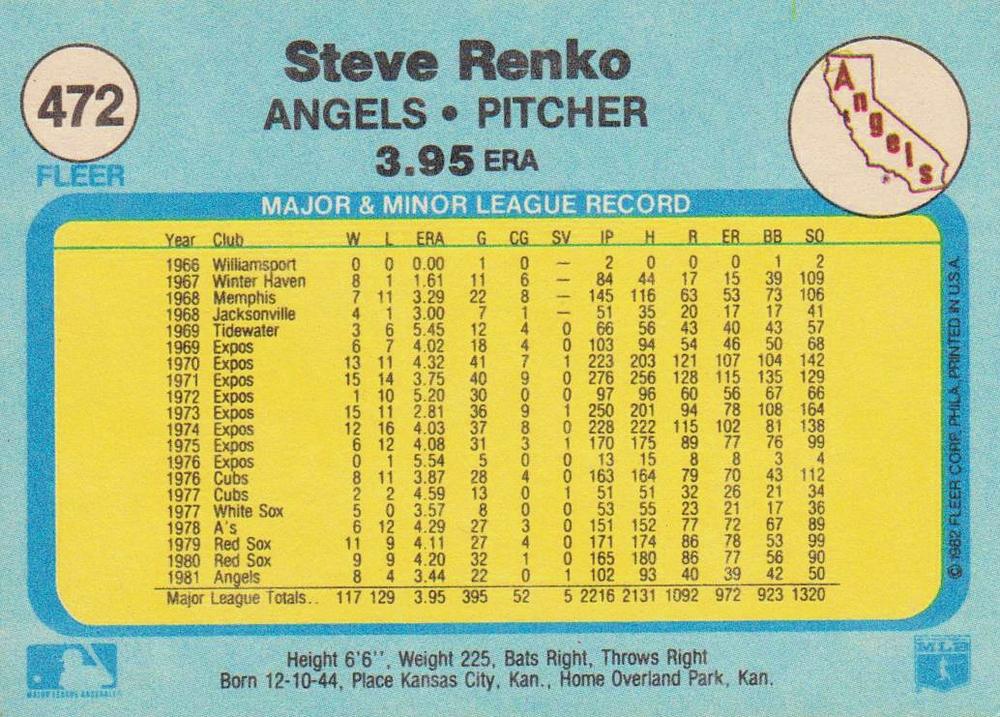 472
FLEER
Steve Renko
ANGELS • PITCHER
3.95 ERA
Angels
MAJOR & MINOR LEAGUE RECORD
Year Club W L ERA G CG SV IP H R ER BB SO
1966 Williamsport 0 0 0.00 1 0 — 2 0 0 0 1 2
1967 Winter Haven 8 1 1.61 11 6 — 84 44 17 15 39 109
1968 Memphis 7 11 3.29 22 8 — 145 116 63 53 73 106
1968 Jacksonville 4 1 3.00 7 1 — 51 35 20 17 17 41
1969 Tidewater 3 6 5.45 12 4 0 66 56 43 40 43 57
1969 Expos 6 7 4.02 18 4 0 103 94 54 46 50 68
1970 Expos 13 11 4.32 41 7 1 223 203 121 107 104 142
1971 Expos 15 14 3.75 40 9 0 276 256 128 115 135 129
1972 Expos 1 10 5.20 30 0 0 97 96 60 56 67 66
1973 Expos 15 11 2.81 36 9 1 250 201 94 78 108 164
1974 Expos 12 16 4.03 37 8 0 228 222 115 102 81 138
1975 Expos 6 12 4.08 31 3 1 170 175 89 77 76 99
1976 Expos 0 1 5.54 5 0 0 13 15 8 8 3 4
1976 Cubs 8 11 3.87 28 4 0 163 164 79 70 43 112
1977 Cubs 2 2 4.59 13 0 1 51 51 32 26 21 34
1977 White Sox 5 0 3.57 8 0 0 53 55 23 21 17 36
1978 A's 6 12 4.29 27 3 0 151 152 77 72 67 89
1979 Red Sox 11 9 4.11 27 4 0 171 174 86 78 53 99
1980 Red Sox 9 9 4.20 32 1 0 165 180 86 77 56 90
1981 Angels 8 4 3.44 22 0 1 102 93 40 39 42 50
Major League Totals.. 117 129 3.95 395 52 5 2216 2131 1092 972 923 1320
© 1982 FLEER CORP. PHILA. PRINTED IN U.S.A.
Height 6'6'', Weight 225, Bats Right, Throws Right
Born 12-10-44, Place Kansas City, Kan., Home Overland Park, Kan.
MAJOR LEAGUE BASEBALL
MLB